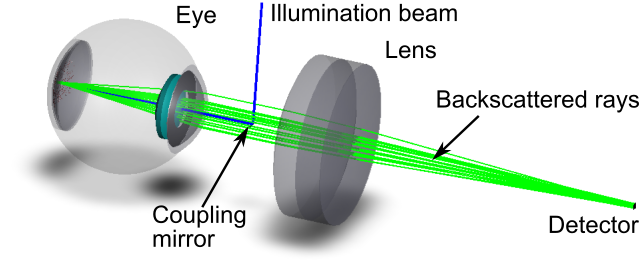 Eye
Illumination beam
Lens
Backscattered rays
Coupling
mirror
Detector